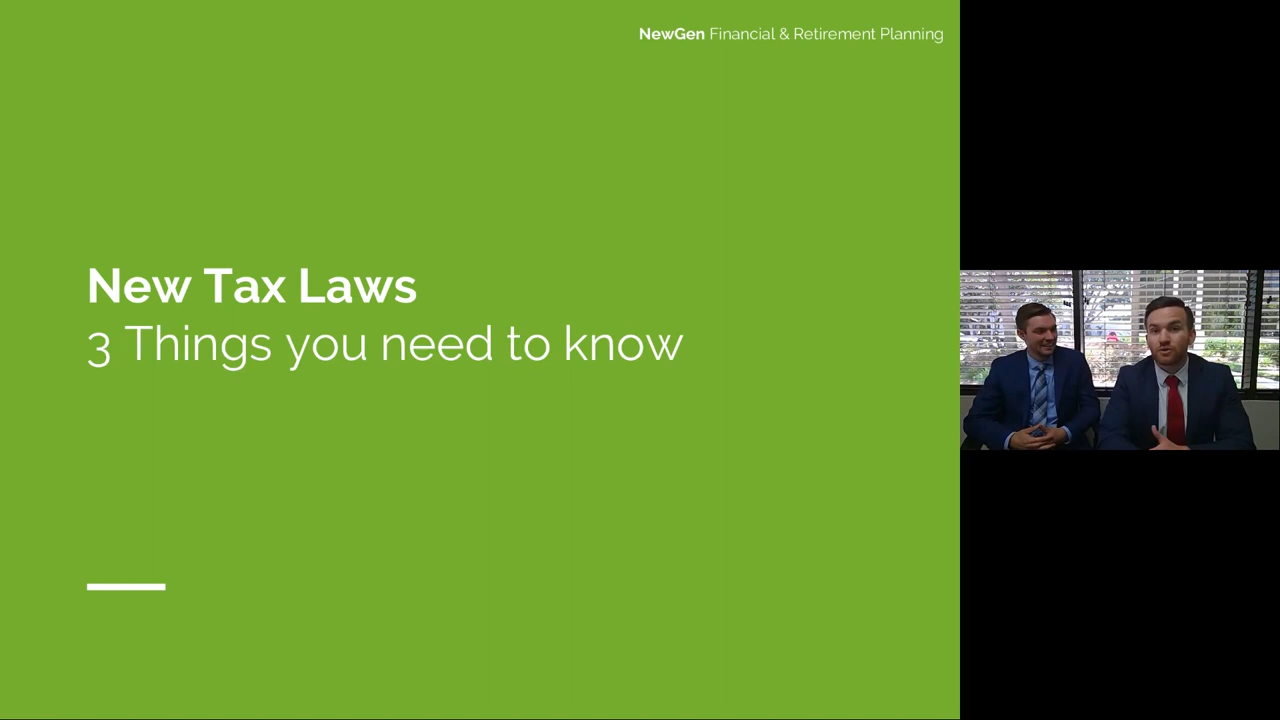 NewGen Financial & Retirement Planning
New Tax Laws
3 Things you need to know